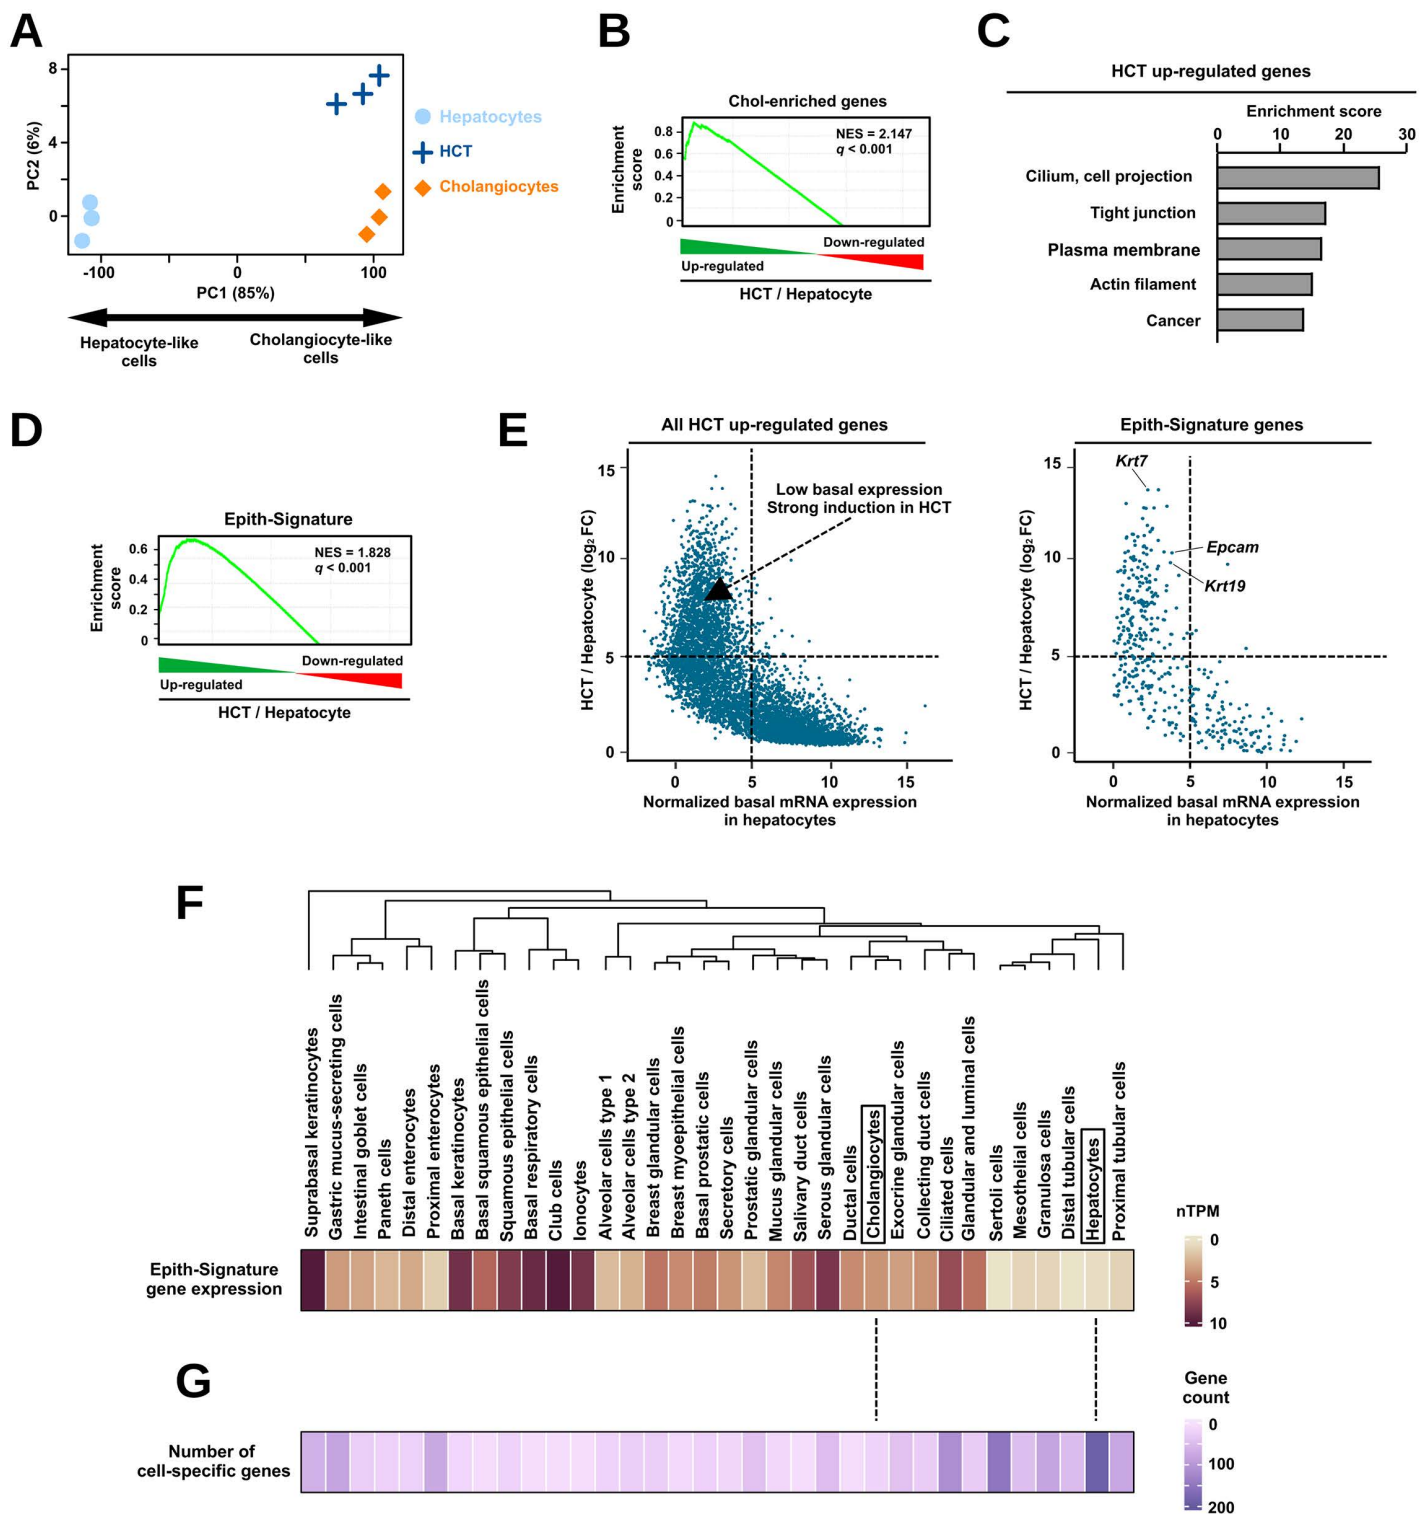 A
PC2 (6%)
8
4
0
-100
0
100
PC1 (85%)
Hepatocyte-like
cells
Cholangiocyte-like
cells
Hepatocytes
HCT
Cholangiocytes
B
Chol-enriched genes
Enrichment
score
0.8
0.6
0.4
0.2
0
NES = 2.147
q < 0.001
Down-regulated
Up-regulated
HCT / Hepatocyte
C
HCT up-regulated genes
Enrichment score
0
10
20
30
Cilium, cell projection
Tight junction
Plasma membrane
Actin filament
Cancer
D
Epith-Signature
Enrichment
score
0.6
0.4
0.2
0
NES = 1.828
q < 0.001
Down-regulated
Up-regulated
HCT / Hepatocyte
E
All HCT up-regulated genes
HCT / Hepatocyte (log2 FC)
15
10
5
0
Low basal expression
Strong induction in HCT
0
5
10
15
Normalized basal mRNA expression
in hepatocytes
Epith-Signature genes
HCT / Hepatocyte (log2 FC)
15
10
5
0
Krt7
Epcam
Krt19
0
5
10
15
Normalized basal mRNA expression
in hepatocytes
F
Suprabasal keratinocytes
Gastric mucus-secreting cells
Intestinal goblet cells
Paneth cells
Distal enterocytes
Proximal enterocytes
Basal keratinocytes
Basal squamous epithelial cells
Squamous epithelial cells
Basal respiratory cells
Club cells
Ionocytes
Alveolar cells type 1
Alveolar cells type 2
Breast glandular cells
Breast myoepithelial cells
Basal prostatic cells
Secretory cells
Prostatic glandular cells
Mucus glandular cells
Salivary duct cells
Serous glandular cells
Ductal cells
Cholangiocytes
Exocrine glandular cells
Collecting duct cells
Ciliated cells
Glandular and luminal cells
Sertoli cells
Mesothelial cells
Granulosa cells
Distal tubular cells
Hepatocytes
Proximal tubular cells
Epith-Signature
gene expression
nTPM
0
5
10
G
Number of
cell-specific genes
Gene
count
0
100
200